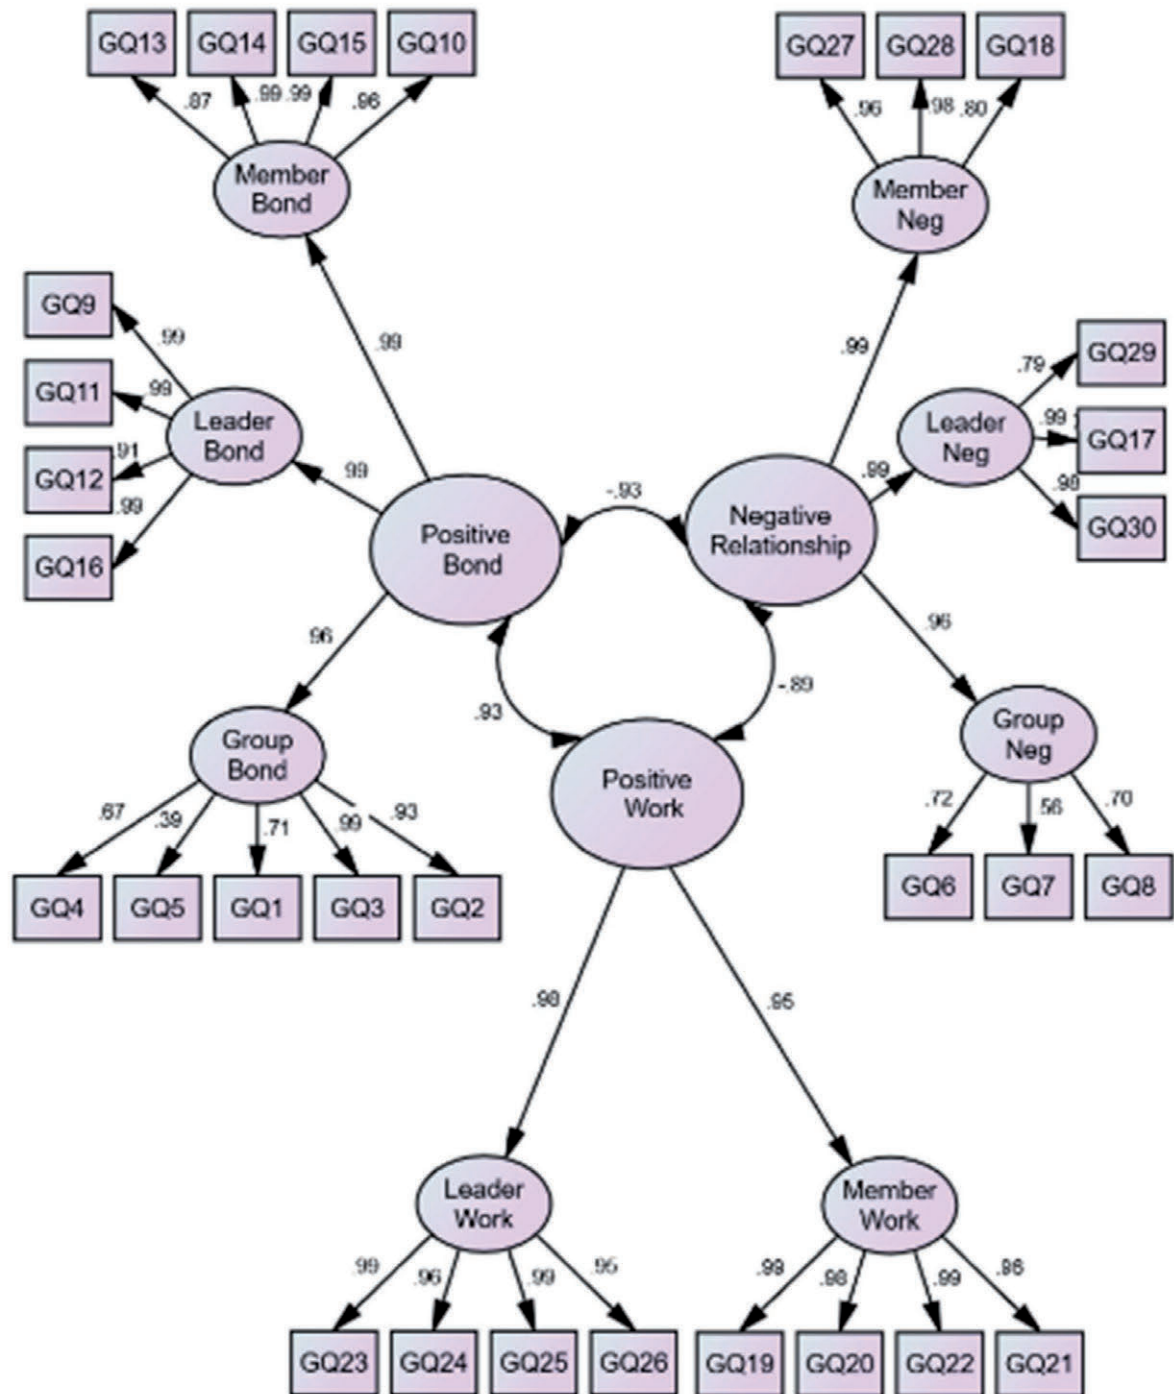 GQ13 GQ14 GQ15 GQ10
.87 .99 .99 .96
Member
Bond
GQ27 GQ28 GQ18
.96 .98 .80
Member
Neg
GQ9
.99
GQ11
.99
GQ12
.91
GQ16
.99
Leader
Bond
.99
.99
.99
.99
GQ29
.79
GQ17
.99
GQ30
.98
Leader
Neg
Positive
Bond
-.93
Negative
Relationship
.96
.96
.93
-.89
Group
Bond
.67 .39 .71 .99 .93
GQ4 GQ5 GQ1 GQ3 GQ2
Positive
Work
Group
Neg
.72 .56 .70
GQ6 GQ7 GQ8
.98
.95
Leader
Work
.99 .96 .99 .95
GQ23 GQ24 GQ25 GQ26
Member
Work
.99 .98 .99
GQ19 GQ20 GQ22 GQ21